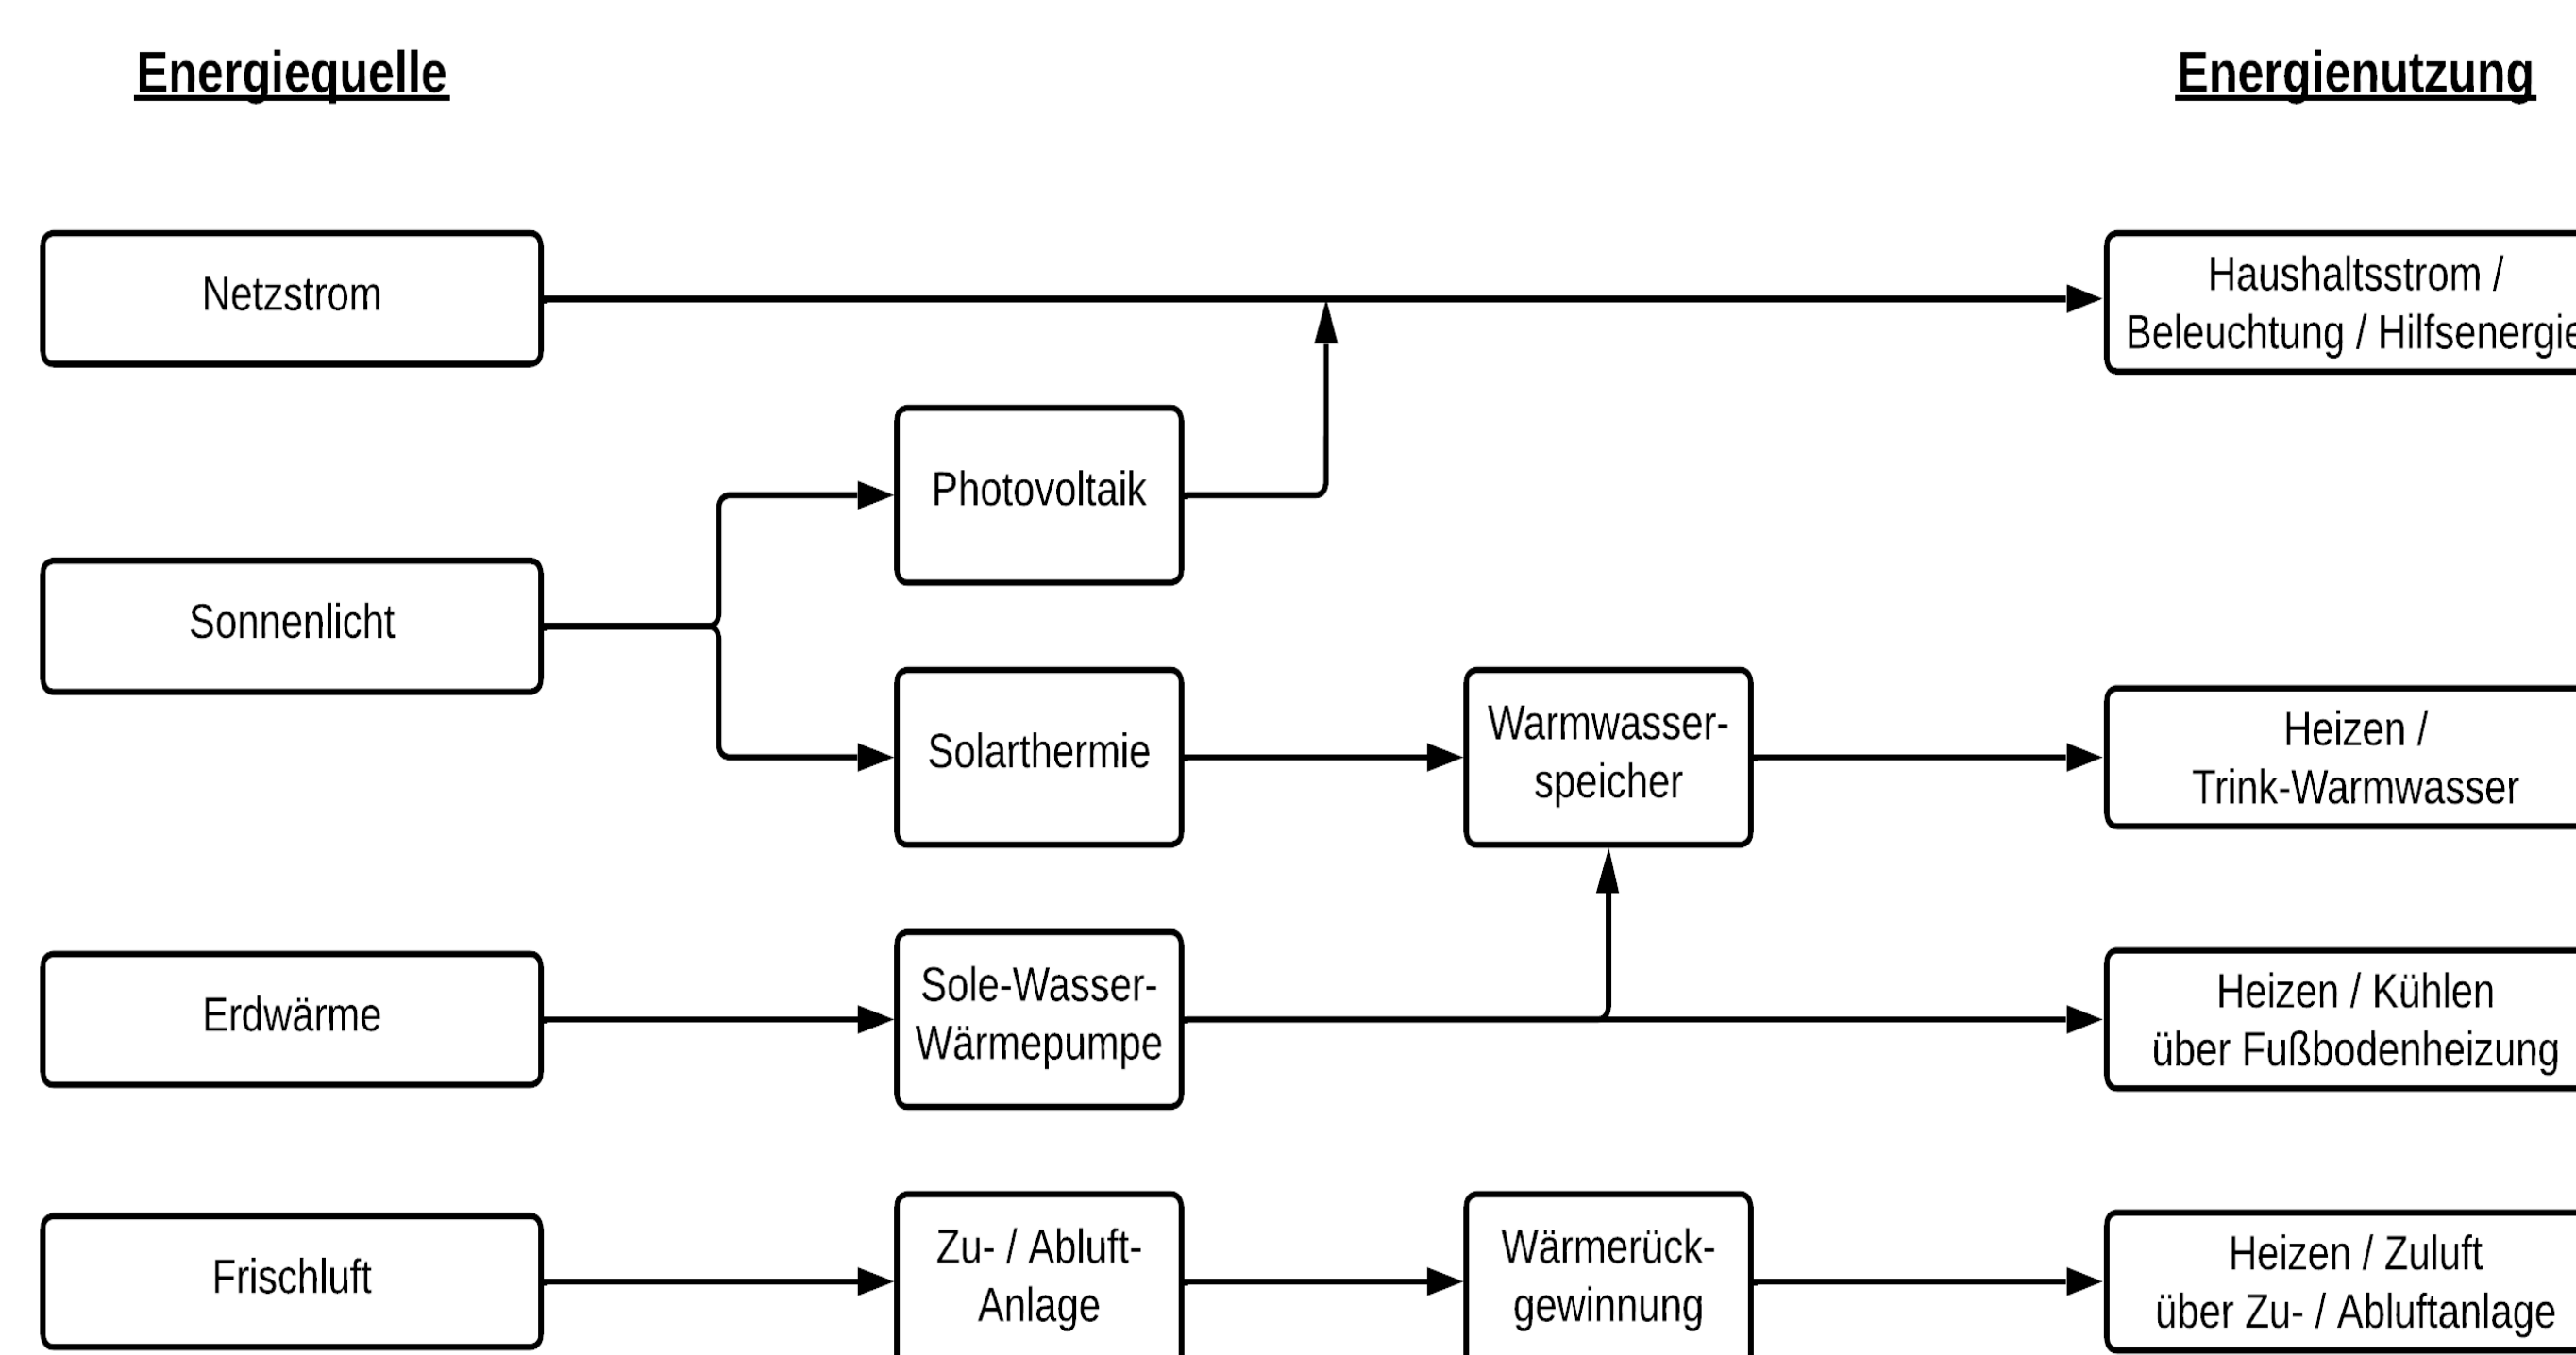 Energiequelle
Energienutzung
Netzstrom
Haushaltsstrom /
Beleuchtung / Hilfsenergie
Photovoltaik
Sonnenlicht
Solarthermie
Warmwasser-
speicher
Heizen /
Trink-Warmwasser
Erdwärme
Sole-Wasser-
Wärmepumpe
Heizen / Kühlen
über Fußbodenheizung
Frischluft
Zu- / Abluft-
Anlage
Wärmerück-
gewinnung
Heizen / Zuluft
über Zu- / Abluftanlage